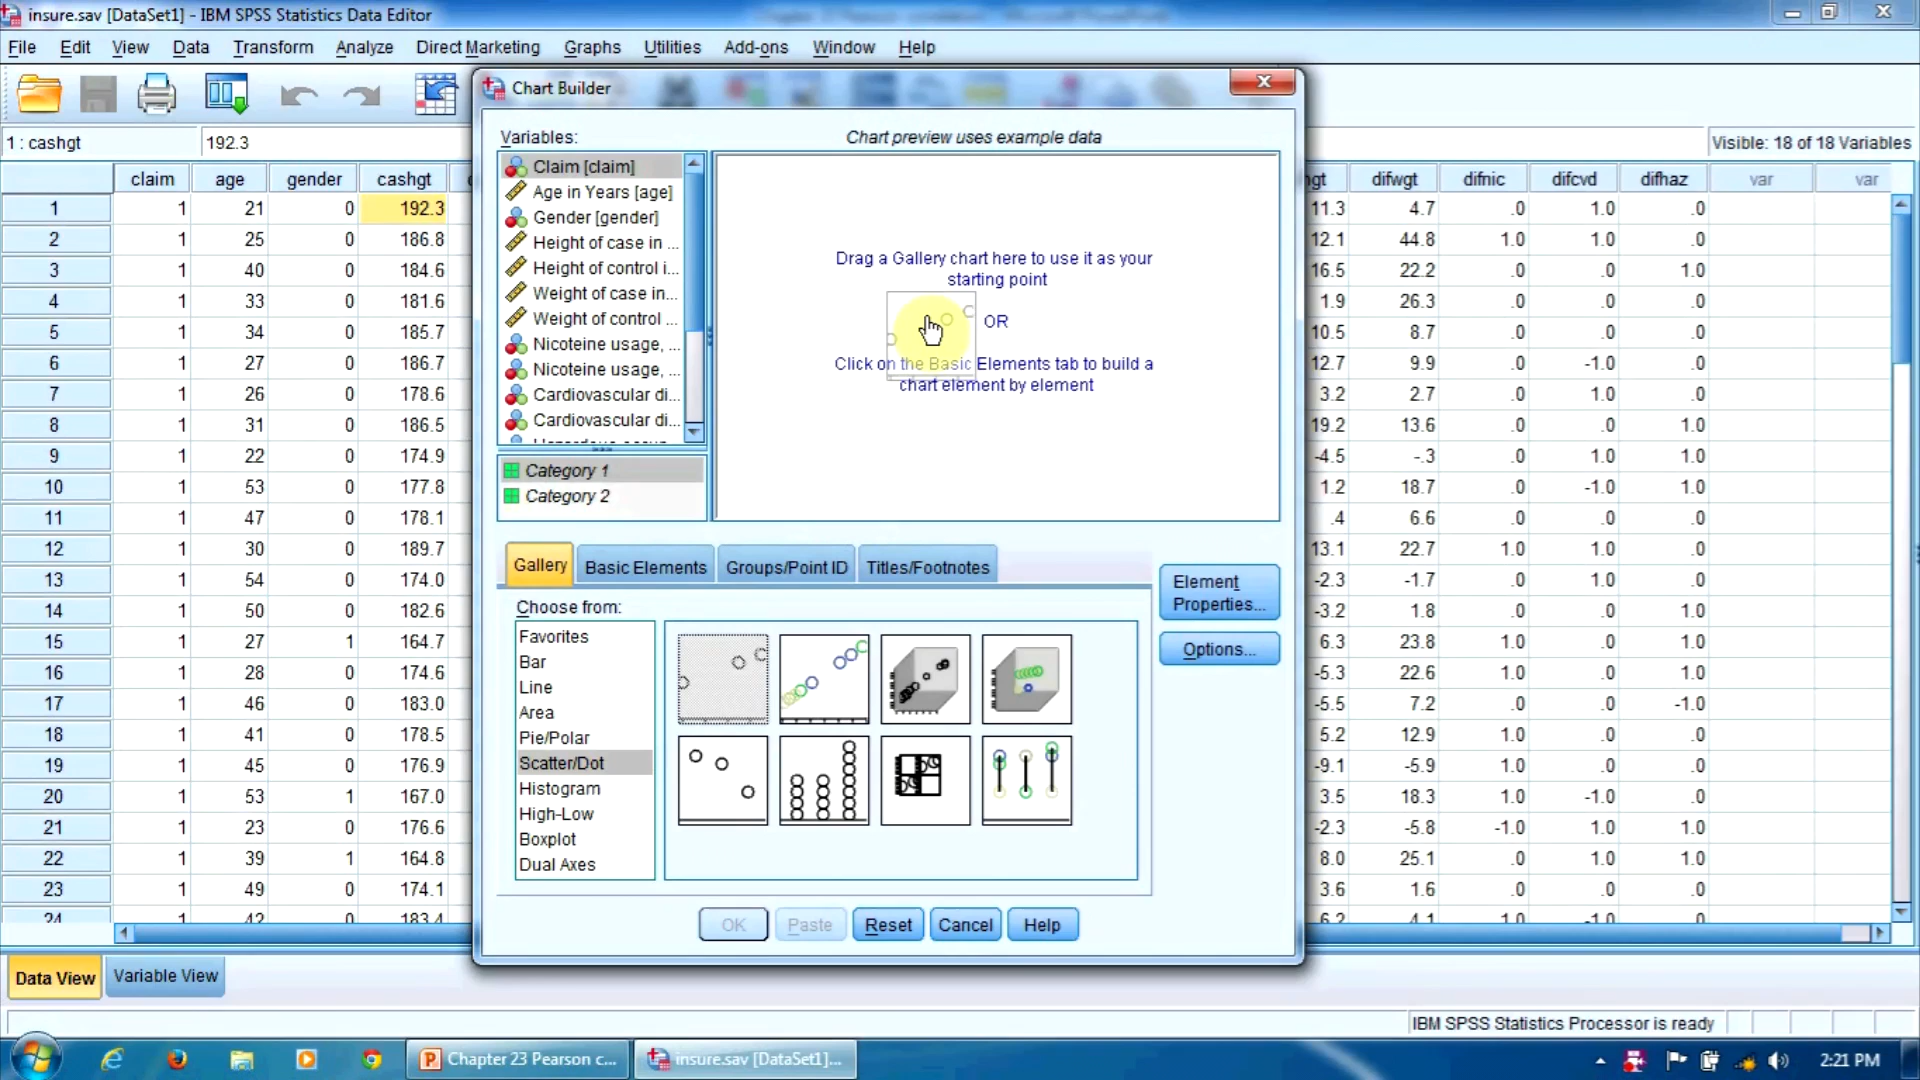 insure.sav [DataSet1] - IBM SPSS Statistics Data Editor
File Edit View Data Transform Analyze Direct Marketing Graphs Utilities Add-ons Window Help
1 : cashgt 192.3 Visible: 18 of 18 Variables
claim age gender cashgt difwgt difnic difcvd difhaz var var
1 1 21 0 192.3 11.3 4.7 .0 1.0 .0
2 1 25 0 186.8 12.1 44.8 1.0 1.0 .0
3 1 40 0 184.6 16.5 22.2 .0 .0 1.0
4 1 33 0 181.6 1.9 26.3 .0 .0 .0
5 1 34 0 185.7 10.5 8.7 .0 .0 .0
6 1 27 0 186.7 12.7 9.9 .0 -1.0 .0
7 1 26 0 178.6 3.2 2.7 .0 1.0 .0
8 1 31 0 186.5 19.2 13.6 .0 .0 1.0
9 1 22 0 174.9 -4.5 -.3 .0 1.0 1.0
10 1 53 0 177.8 1.2 18.7 .0 -1.0 1.0
11 1 47 0 178.1 .4 6.6 .0 .0 .0
12 1 30 0 189.7 13.1 22.7 1.0 1.0 .0
13 1 54 0 174.0 -2.3 -1.7 .0 1.0 .0
14 1 50 0 182.6 -3.2 1.8 .0 .0 1.0
15 1 27 1 164.7 6.3 23.8 1.0 1.0 .0
16 1 28 0 174.6 -5.3 22.6 1.0 .0 1.0
17 1 46 0 183.0 -5.5 7.2 .0 .0 -1.0
18 1 41 0 178.5 5.2 12.9 .0 1.0 .0
19 1 45 0 176.9 -9.1 -5.9 .0 1.0 .0
20 1 53 1 167.0 3.5 18.3 1.0 -1.0 .0
21 1 23 0 176.6 -2.3 -5.8 -1.0 1.0 1.0
22 1 39 1 164.8 8.0 25.1 .0 1.0 1.0
23 1 49 0 174.1 3.6 1.6 .0 .0 .0
24 1 42 0 183.4 6.2 4.1 1.0 -1.0 .0
Chart Builder
Variables:
Chart preview uses example data
Claim [claim]
Age in Years [age]
Gender [gender]
Height of case in ...
Height of control i...
Weight of case in...
Weight of control ...
Nicoteine usage, ...
Nicoteine usage, ...
Cardiovascular di...
Cardiovascular di...
Category 1
Category 2
Drag a Gallery chart here to use it as your
starting point
OR
Click on the Basic Elements tab to build a
chart element by element
Gallery Basic Elements Groups/Point ID Titles/Footnotes
Element
Properties...
Options...
Choose from:
Favorites
Bar
Line
Area
Pie/Polar
Scatter/Dot
Histogram
High-Low
Boxplot
Dual Axes
OK Paste Reset Cancel Help
Data View Variable View
IBM SPSS Statistics Processor is ready
Chapter 23 Pearson c... insure.sav [DataSet1]... 2:21 PM